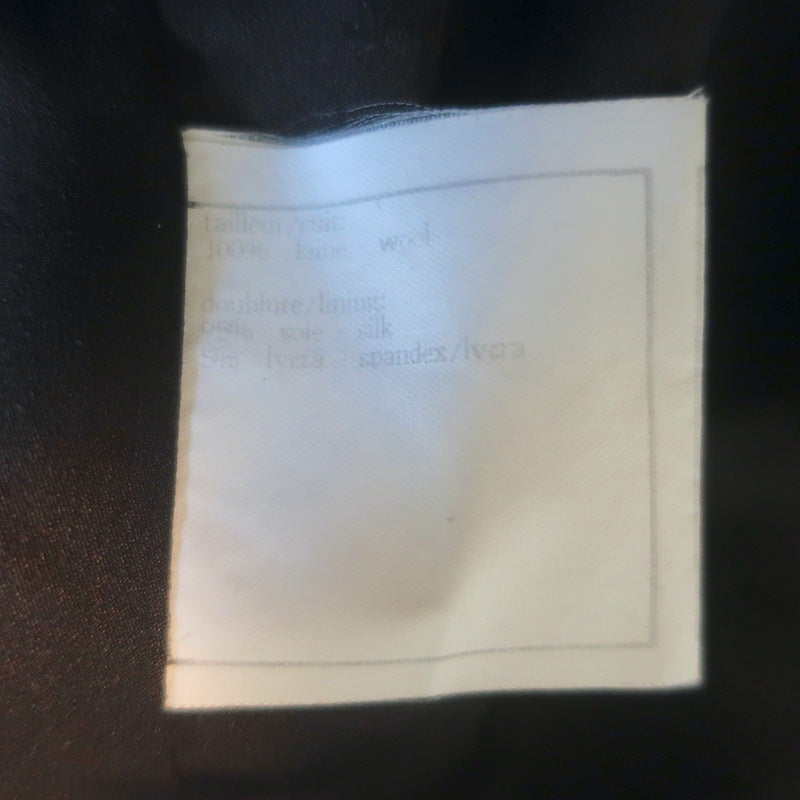 tailleur/suit:
100% laine - wool
doublure/lining:
95% soie - silk
5% lycra - spandex/lycra